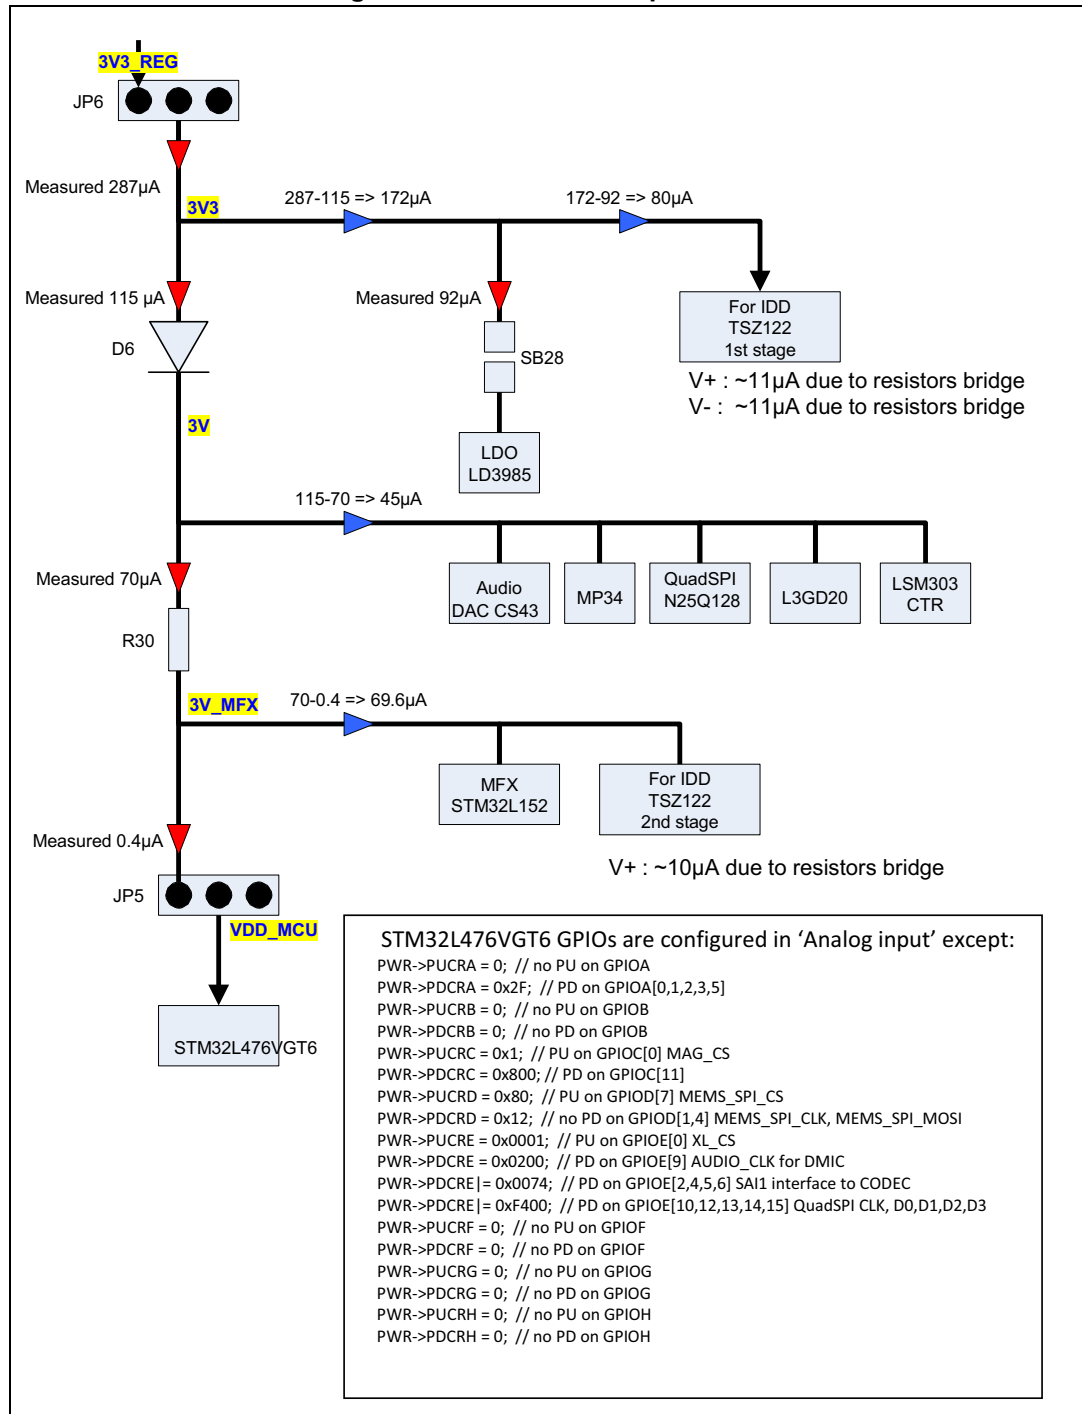 3V3_REG
JP6
Measured 287µA
3V3
287-115 => 172µA
172-92 => 80µA
Measured 115 µA
Measured 92µA
For IDD
TSZ122
1st stage
D6
SB28
V+ : ~11µA due to resistors bridge
V- : ~11µA due to resistors bridge
3V
LDO
LD3985
115-70 => 45µA
Measured 70µA
Audio
DAC CS43
MP34
QuadSPI
N25Q128
L3GD20
LSM303
CTR
R30
3V_MFX
70-0.4 => 69.6µA
MFX
STM32L152
For IDD
TSZ122
2nd stage
Measured 0.4µA
V+ : ~10µA due to resistors bridge
JP5
VDD_MCU
STM32L476VGT6
STM32L476VGT6 GPIOs are configured in ‘Analog input’ except:
PWR->PUCRA = 0; // no PU on GPIOA
PWR->PDCRA = 0x2F; // PD on GPIOA[0,1,2,3,5]
PWR->PUCRB = 0; // no PU on GPIOB
PWR->PDCRB = 0; // no PD on GPIOB
PWR->PUCRC = 0x1; // PU on GPIOC[0] MAG_CS
PWR->PDCRC = 0x800; // PD on GPIOC[11]
PWR->PUCRD = 0x80; // PU on GPIOD[7] MEMS_SPI_CS
PWR->PDCRD = 0x12; // no PD on GPIOD[1,4] MEMS_SPI_CLK, MEMS_SPI_MOSI
PWR->PUCRE = 0x0001; // PU on GPIOE[0] XL_CS
PWR->PDCRE = 0x0200; // PD on GPIOE[9] AUDIO_CLK for DMIC
PWR->PDCRE|= 0x0074; // PD on GPIOE[2,4,5,6] SAI1 interface to CODEC
PWR->PDCRE|= 0xF400; // PD on GPIOE[10,12,13,14,15] QuadSPI CLK, D0,D1,D2,D3
PWR->PUCRF = 0; // no PU on GPIOF
PWR->PDCRF = 0; // no PD on GPIOF
PWR->PUCRG = 0; // no PU on GPIOG
PWR->PDCRG = 0; // no PD on GPIOG
PWR->PUCRH = 0; // no PU on GPIOH
PWR->PDCRH = 0; // no PD on GPIOH